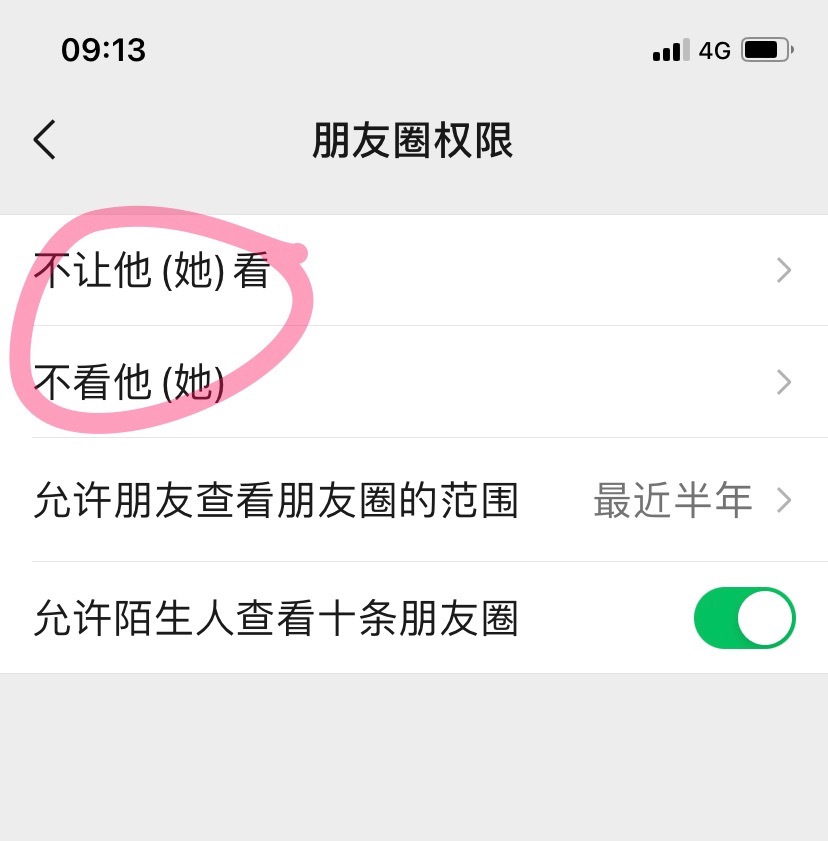 09:13 4G
朋友圈权限
不让他(她)看
不看他(她)
允许朋友查看朋友圈的范围 最近半年
允许陌生人查看十条朋友圈